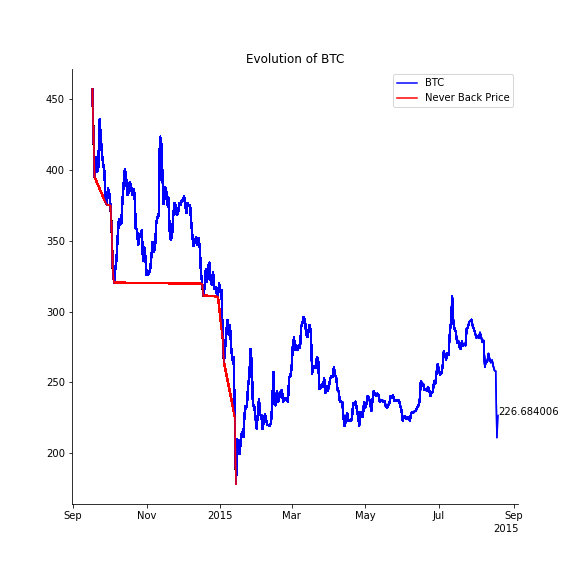 Evolution of BTC
BTC
Never Back Price
450
400
350
300
250
200
226.684006
Sep
Nov
2015
Mar
May
Jul
Sep
2015